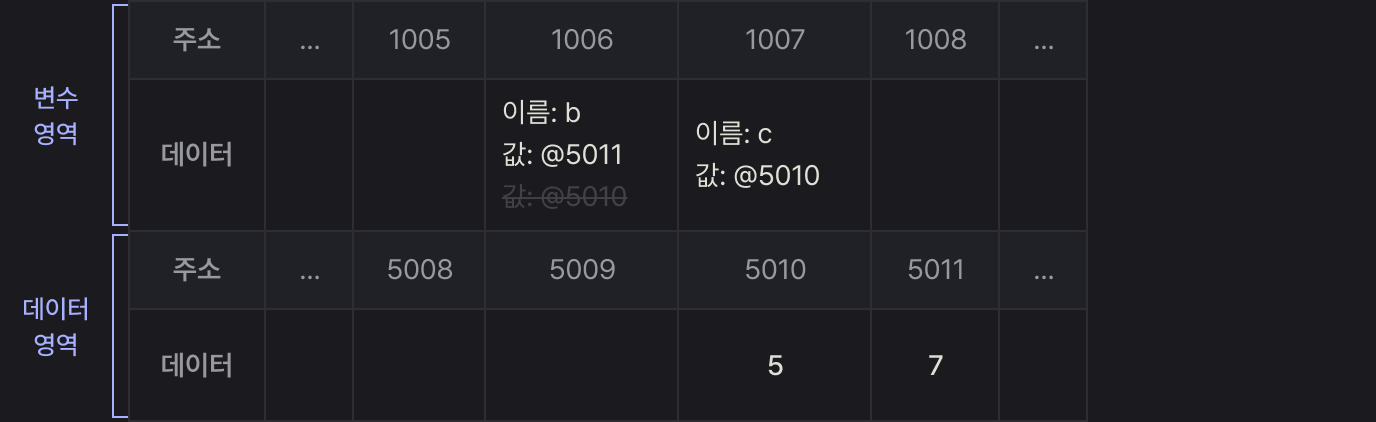 변수
영역
주소 ... 1005 1006 1007 1008 ...
데이터
이름: b
값: @5011
값: @5010
이름: c
값: @5010
데이터
영역
주소 ... 5008 5009 5010 5011 ...
데이터 5 7